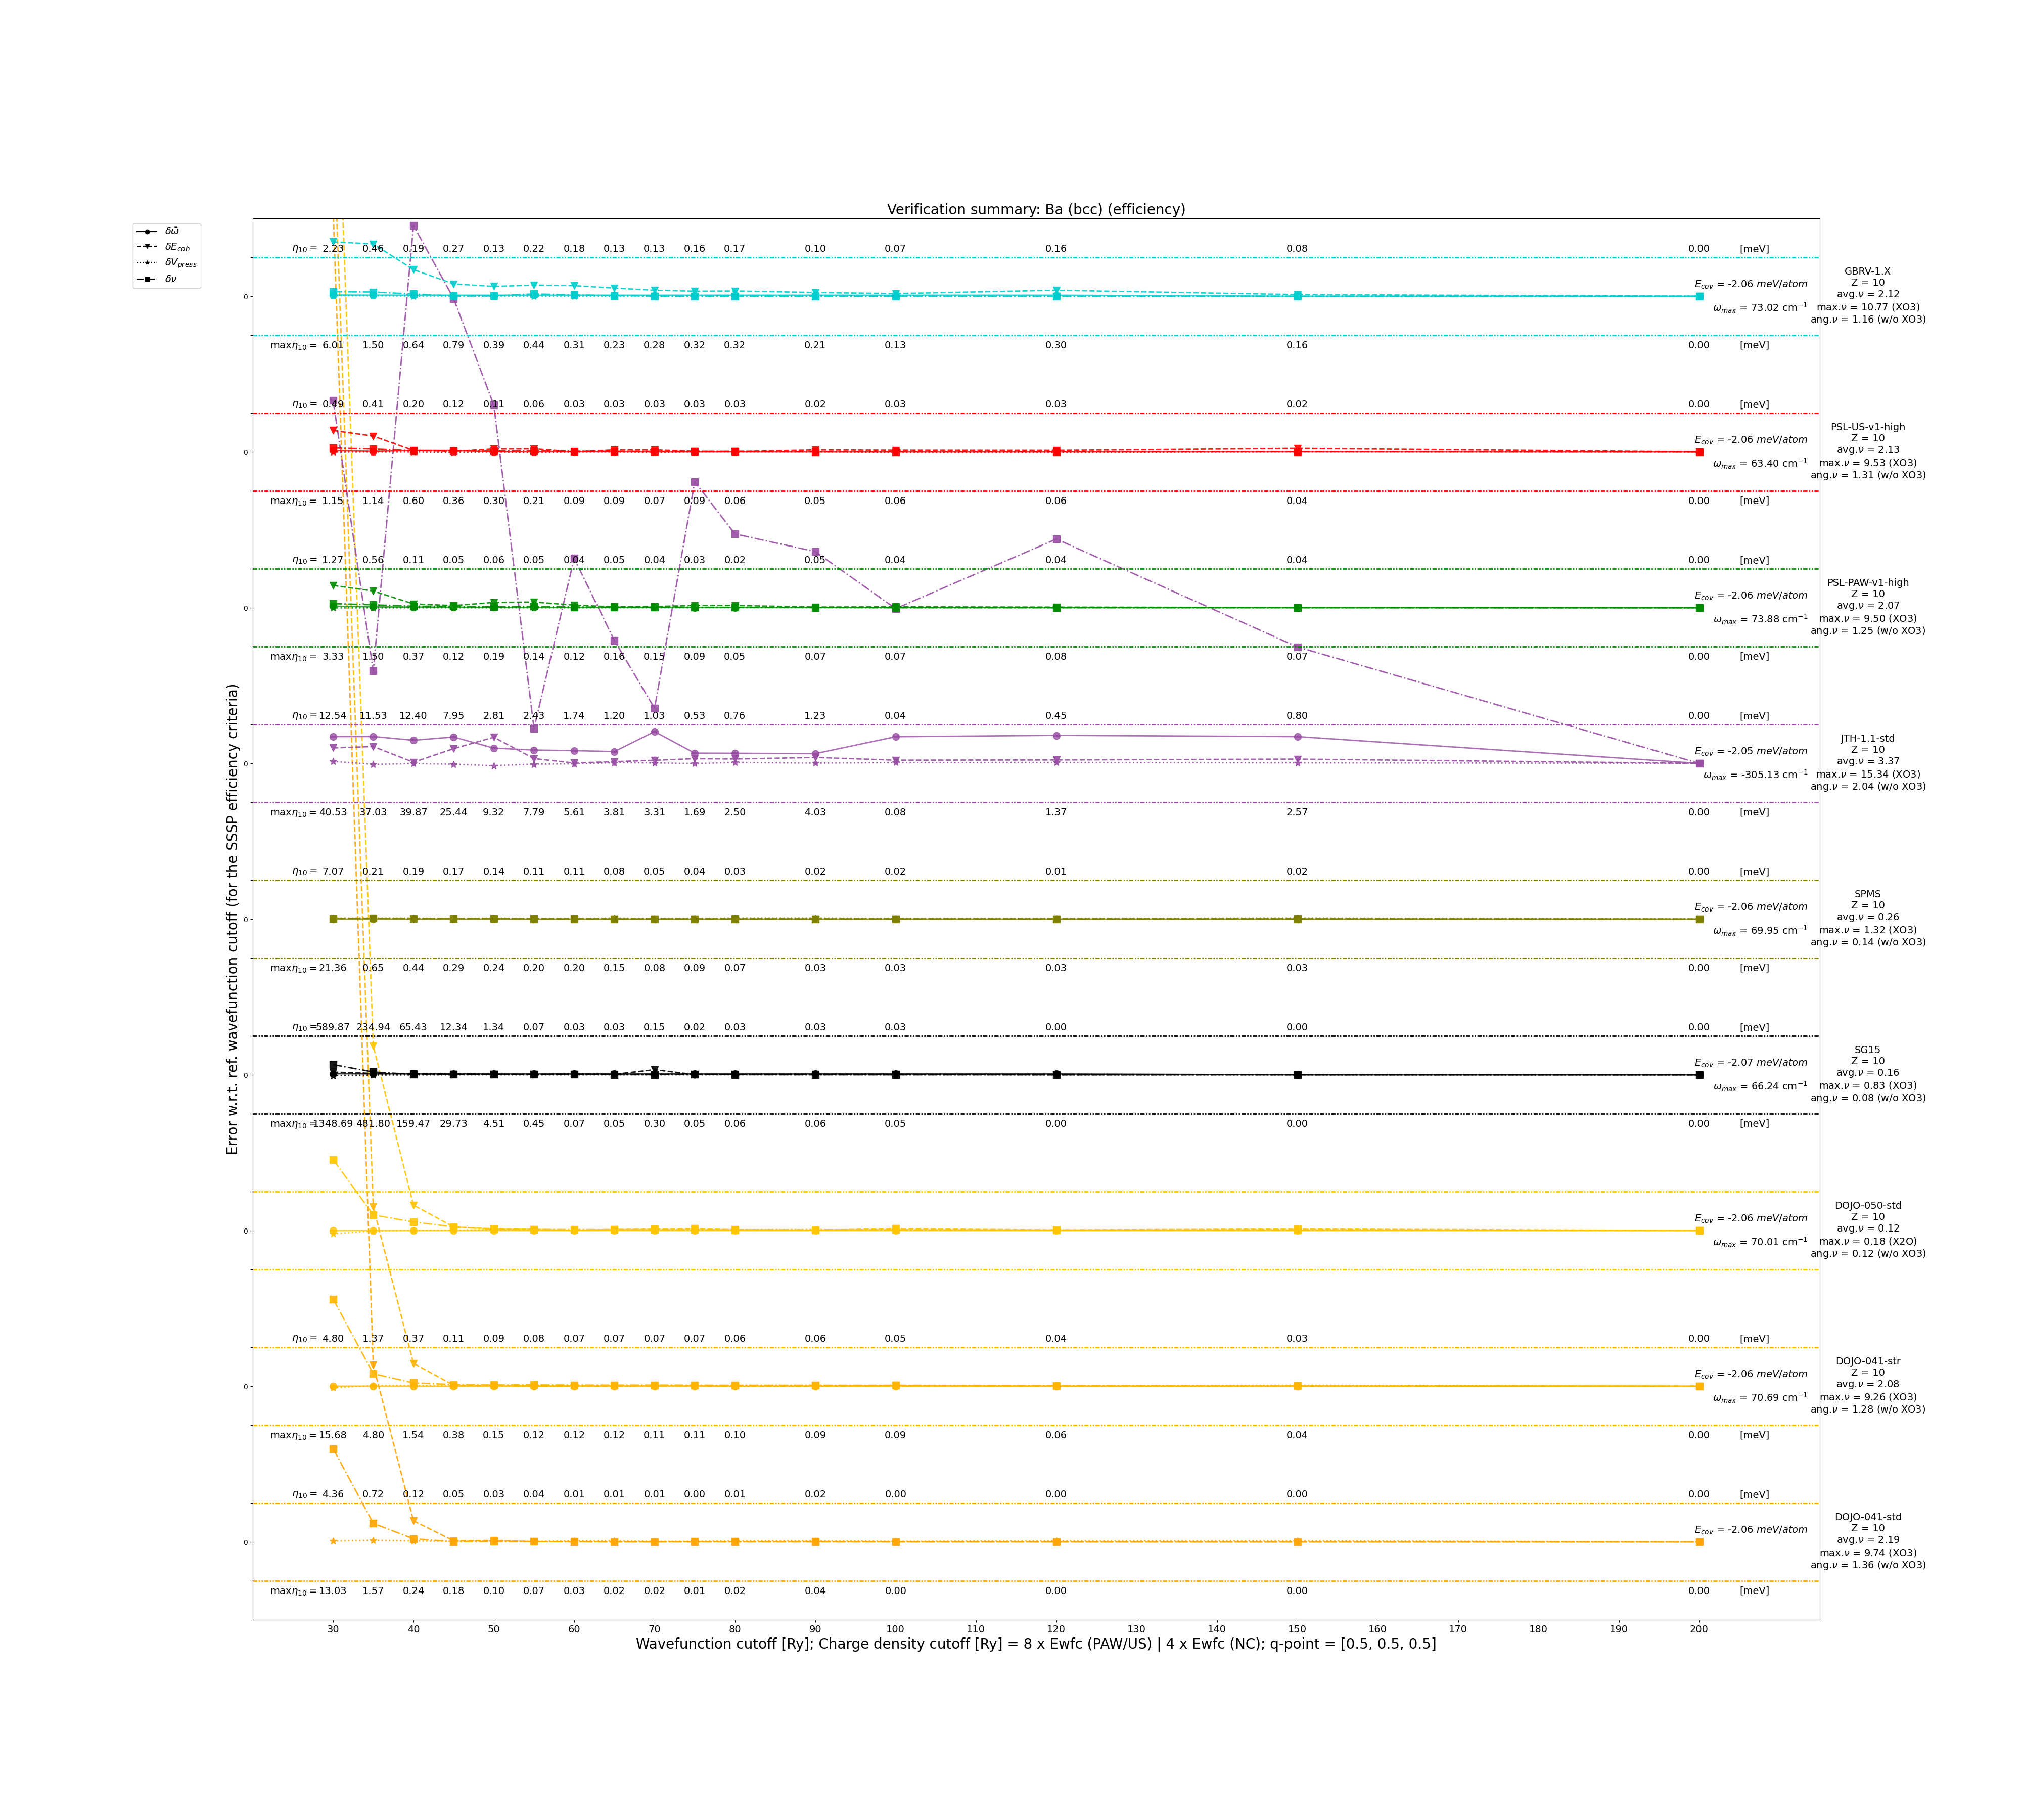 Verification summary: Ba (bcc) (efficiency)
δω̄
δE_coh
δV_press
δν
Error w.r.t. ref. wavefunction cutoff (for the SSSP efficiency criteria)
η₁₀ = 2.23 0.46 0.19 0.27 0.13 0.22 0.18 0.13 0.13 0.16 0.17 0.10 0.07 0.16 0.08 0.00 [meV]
0
E_cov = -2.06 meV/atom
ω_max = 73.02 cm⁻¹
GBRV-1.X
Z = 10
avg.ν = 2.12
max.ν = 10.77 (XO3)
ang.ν = 1.16 (w/o XO3)
maxη₁₀ = 6.01 1.50 0.64 0.79 0.39 0.44 0.31 0.23 0.28 0.32 0.32 0.21 0.13 0.30 0.16 0.00 [meV]
η₁₀ = 0.49 0.41 0.20 0.12 0.11 0.06 0.03 0.03 0.03 0.03 0.03 0.02 0.03 0.03 0.02 0.00 [meV]
0
E_cov = -2.06 meV/atom
ω_max = 63.40 cm⁻¹
PSL-US-v1-high
Z = 10
avg.ν = 2.13
max.ν = 9.53 (XO3)
ang.ν = 1.31 (w/o XO3)
maxη₁₀ = 1.15 1.14 0.60 0.36 0.30 0.21 0.09 0.09 0.07 0.09 0.06 0.05 0.06 0.06 0.04 0.00 [meV]
η₁₀ = 1.27 0.56 0.11 0.05 0.06 0.05 0.04 0.05 0.04 0.03 0.02 0.05 0.04 0.04 0.04 0.00 [meV]
0
E_cov = -2.06 meV/atom
ω_max = 73.88 cm⁻¹
PSL-PAW-v1-high
Z = 10
avg.ν = 2.07
max.ν = 9.50 (XO3)
ang.ν = 1.25 (w/o XO3)
maxη₁₀ = 3.33 1.50 0.37 0.12 0.19 0.14 0.12 0.16 0.15 0.09 0.05 0.07 0.07 0.08 0.07 0.00 [meV]
η₁₀ = 12.54 11.53 12.40 7.95 2.81 2.43 1.74 1.20 1.03 0.53 0.76 1.23 0.04 0.45 0.80 0.00 [meV]
0
E_cov = -2.05 meV/atom
ω_max = -305.13 cm⁻¹
JTH-1.1-std
Z = 10
avg.ν = 3.37
max.ν = 15.34 (XO3)
ang.ν = 2.04 (w/o XO3)
maxη₁₀ = 40.53 37.03 39.87 25.44 9.32 7.79 5.61 3.81 3.31 1.69 2.50 4.03 0.08 1.37 2.57 0.00 [meV]
η₁₀ = 7.07 0.21 0.19 0.17 0.14 0.11 0.11 0.08 0.05 0.04 0.03 0.02 0.02 0.01 0.02 0.00 [meV]
0
E_cov = -2.06 meV/atom
ω_max = 69.95 cm⁻¹
SPMS
Z = 10
avg.ν = 0.26
max.ν = 1.32 (XO3)
ang.ν = 0.14 (w/o XO3)
maxη₁₀ = 21.36 0.65 0.44 0.29 0.24 0.20 0.20 0.15 0.08 0.09 0.07 0.03 0.03 0.03 0.03 0.00 [meV]
η₁₀ = 589.87 234.94 65.43 12.34 1.34 0.07 0.03 0.03 0.15 0.02 0.03 0.03 0.03 0.00 0.00 0.00 [meV]
0
E_cov = -2.07 meV/atom
ω_max = 66.24 cm⁻¹
SG15
Z = 10
avg.ν = 0.16
max.ν = 0.83 (XO3)
ang.ν = 0.08 (w/o XO3)
maxη₁₀ = 1348.69 481.80 159.47 29.73 4.51 0.45 0.07 0.05 0.30 0.05 0.06 0.06 0.05 0.00 0.00 0.00 [meV]
0
E_cov = -2.06 meV/atom
ω_max = 70.01 cm⁻¹
DOJO-050-std
Z = 10
avg.ν = 0.12
max.ν = 0.18 (X2O)
ang.ν = 0.12 (w/o XO3)
η₁₀ = 4.80 1.37 0.37 0.11 0.09 0.08 0.07 0.07 0.07 0.07 0.06 0.06 0.05 0.04 0.03 0.00 [meV]
0
E_cov = -2.06 meV/atom
ω_max = 70.69 cm⁻¹
DOJO-041-str
Z = 10
avg.ν = 2.08
max.ν = 9.26 (XO3)
ang.ν = 1.28 (w/o XO3)
maxη₁₀ = 15.68 4.80 1.54 0.38 0.15 0.12 0.12 0.12 0.11 0.11 0.10 0.09 0.09 0.06 0.04 0.00 [meV]
η₁₀ = 4.36 0.72 0.12 0.05 0.03 0.04 0.01 0.01 0.01 0.00 0.01 0.02 0.00 0.00 0.00 0.00 [meV]
0
E_cov = -2.06 meV/atom
DOJO-041-std
Z = 10
avg.ν = 2.19
max.ν = 9.74 (XO3)
ang.ν = 1.36 (w/o XO3)
maxη₁₀ = 13.03 1.57 0.24 0.18 0.10 0.07 0.03 0.02 0.02 0.01 0.02 0.04 0.00 0.00 0.00 0.00 [meV]
30 40 50 60 70 80 90 100 110 120 130 140 150 160 170 180 190 200
Wavefunction cutoff [Ry]; Charge density cutoff [Ry] = 8 x Ewfc (PAW/US) | 4 x Ewfc (NC); q-point = [0.5, 0.5, 0.5]